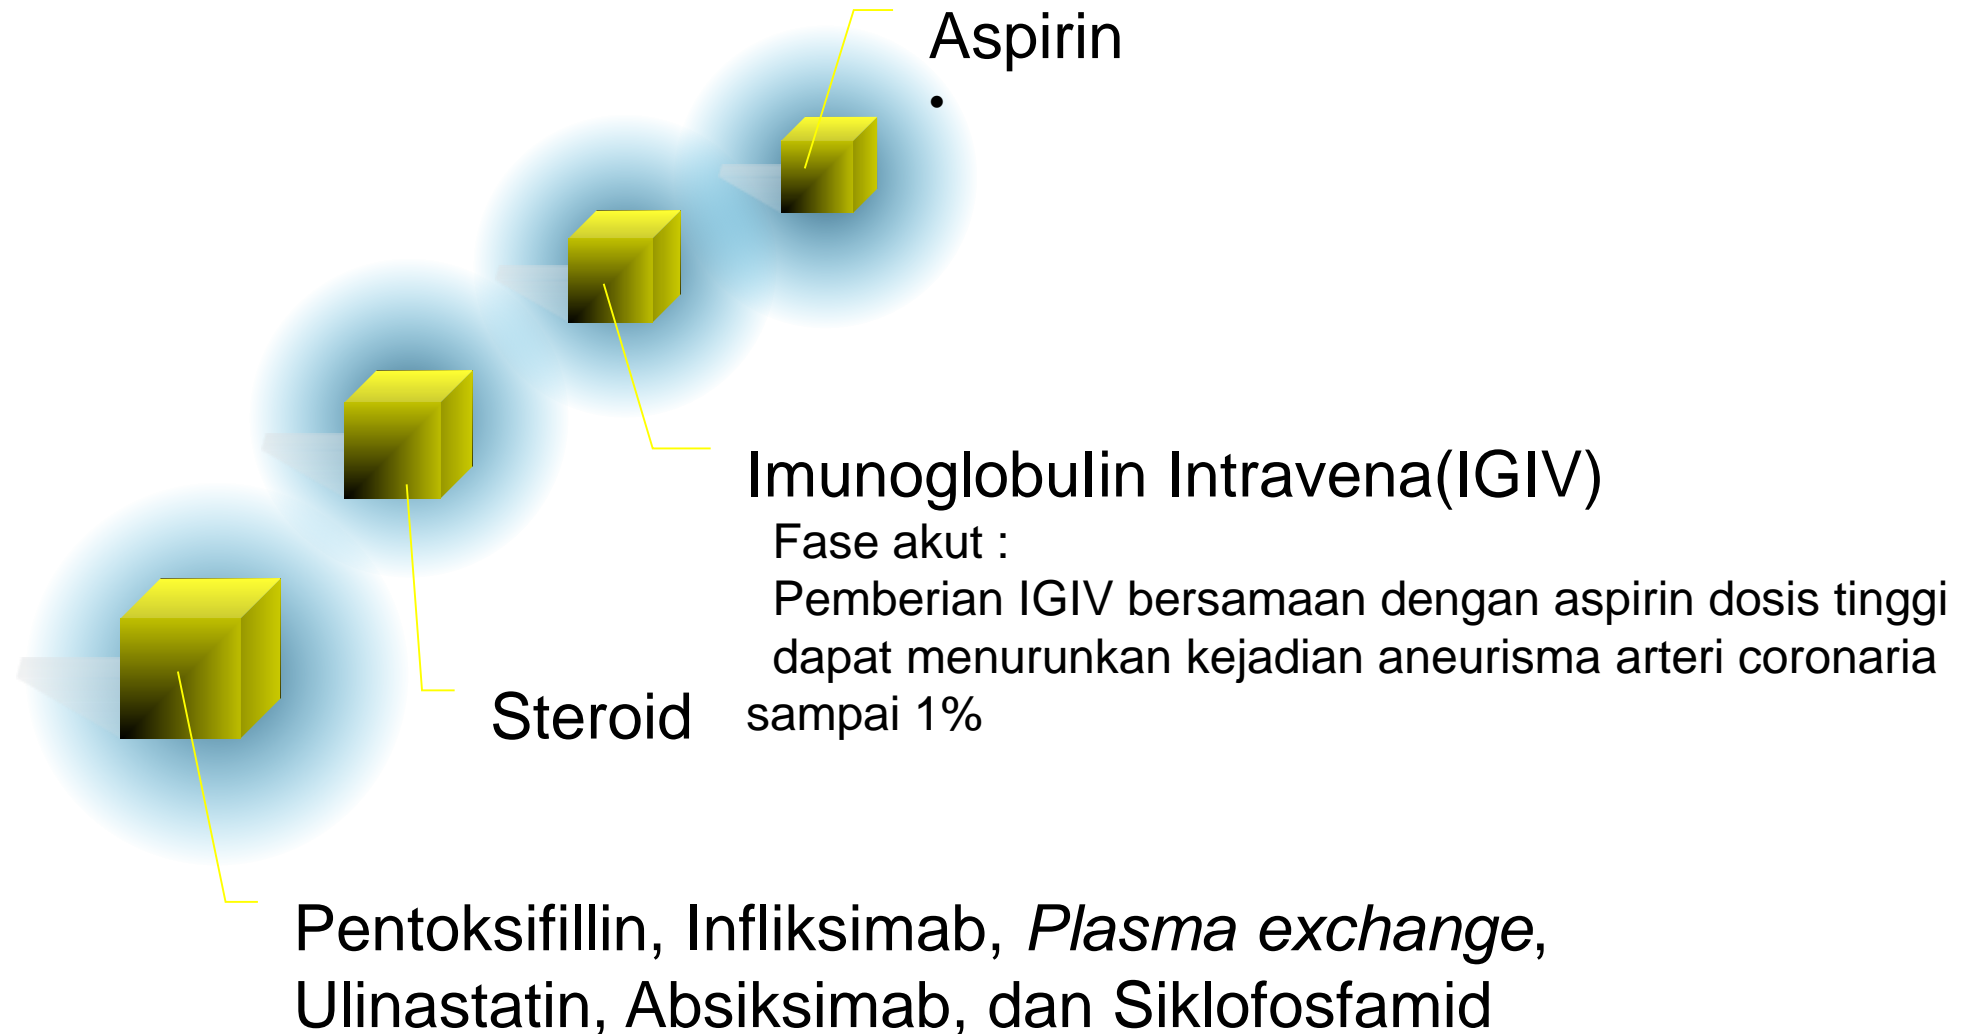 Aspirin
•
Imunoglobulin Intravena(IGIV)
Fase akut :
Pemberian IGIV bersamaan dengan aspirin dosis tinggi
dapat menurunkan kejadian aneurisma arteri coronaria
sampai 1%
Steroid
Pentoksifillin, Infliksimab, Plasma exchange,
Ulinastatin, Absiksimab, dan Siklofosfamid